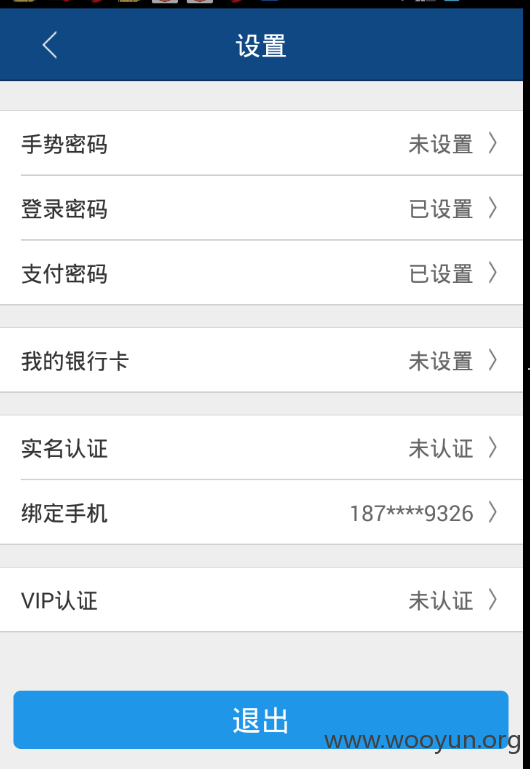 设置
手势密码 未设置
登录密码 已设置
支付密码 已设置
我的银行卡 未设置
实名认证 未认证
绑定手机 187****9326
VIP认证 未认证
退出
www.wooyun.org